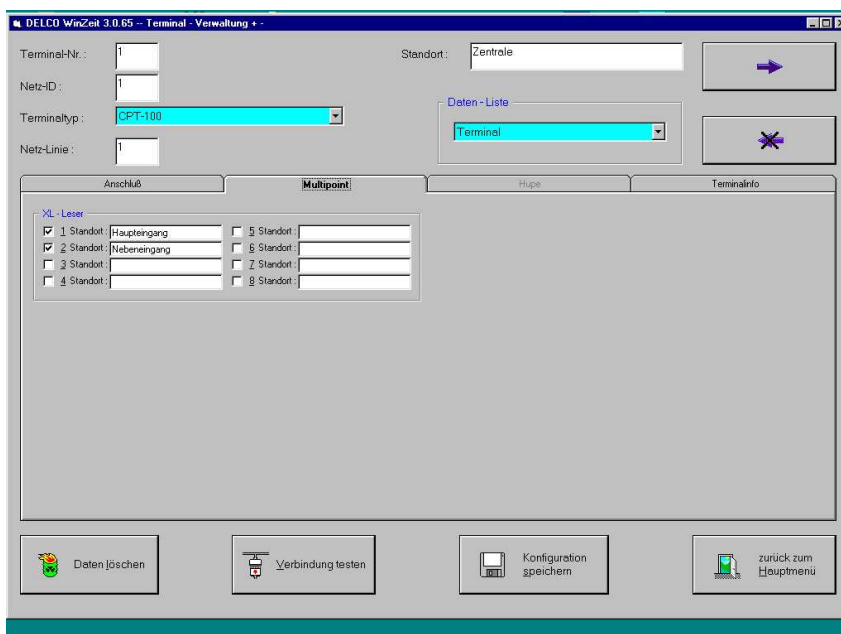 DELCO WinZeit 3.0.65 -- Terminal - Verwaltung + -
Terminal-Nr. : 1
Standort : Zentrale
Netz-ID : 1
Terminaltyp : CPT-100
Daten - Liste
Terminal
Netz-Linie : 1
Anschluß Multipoint Hupe Terminalinfo
XL - Leser
1 Standort : Haupteingang 5 Standort :
2 Standort : Nebeneingang 6 Standort :
3 Standort : 7 Standort :
4 Standort : 8 Standort :
Daten löschen
Verbindung testen
Konfiguration
speichern
zurück zum
Hauptmenü